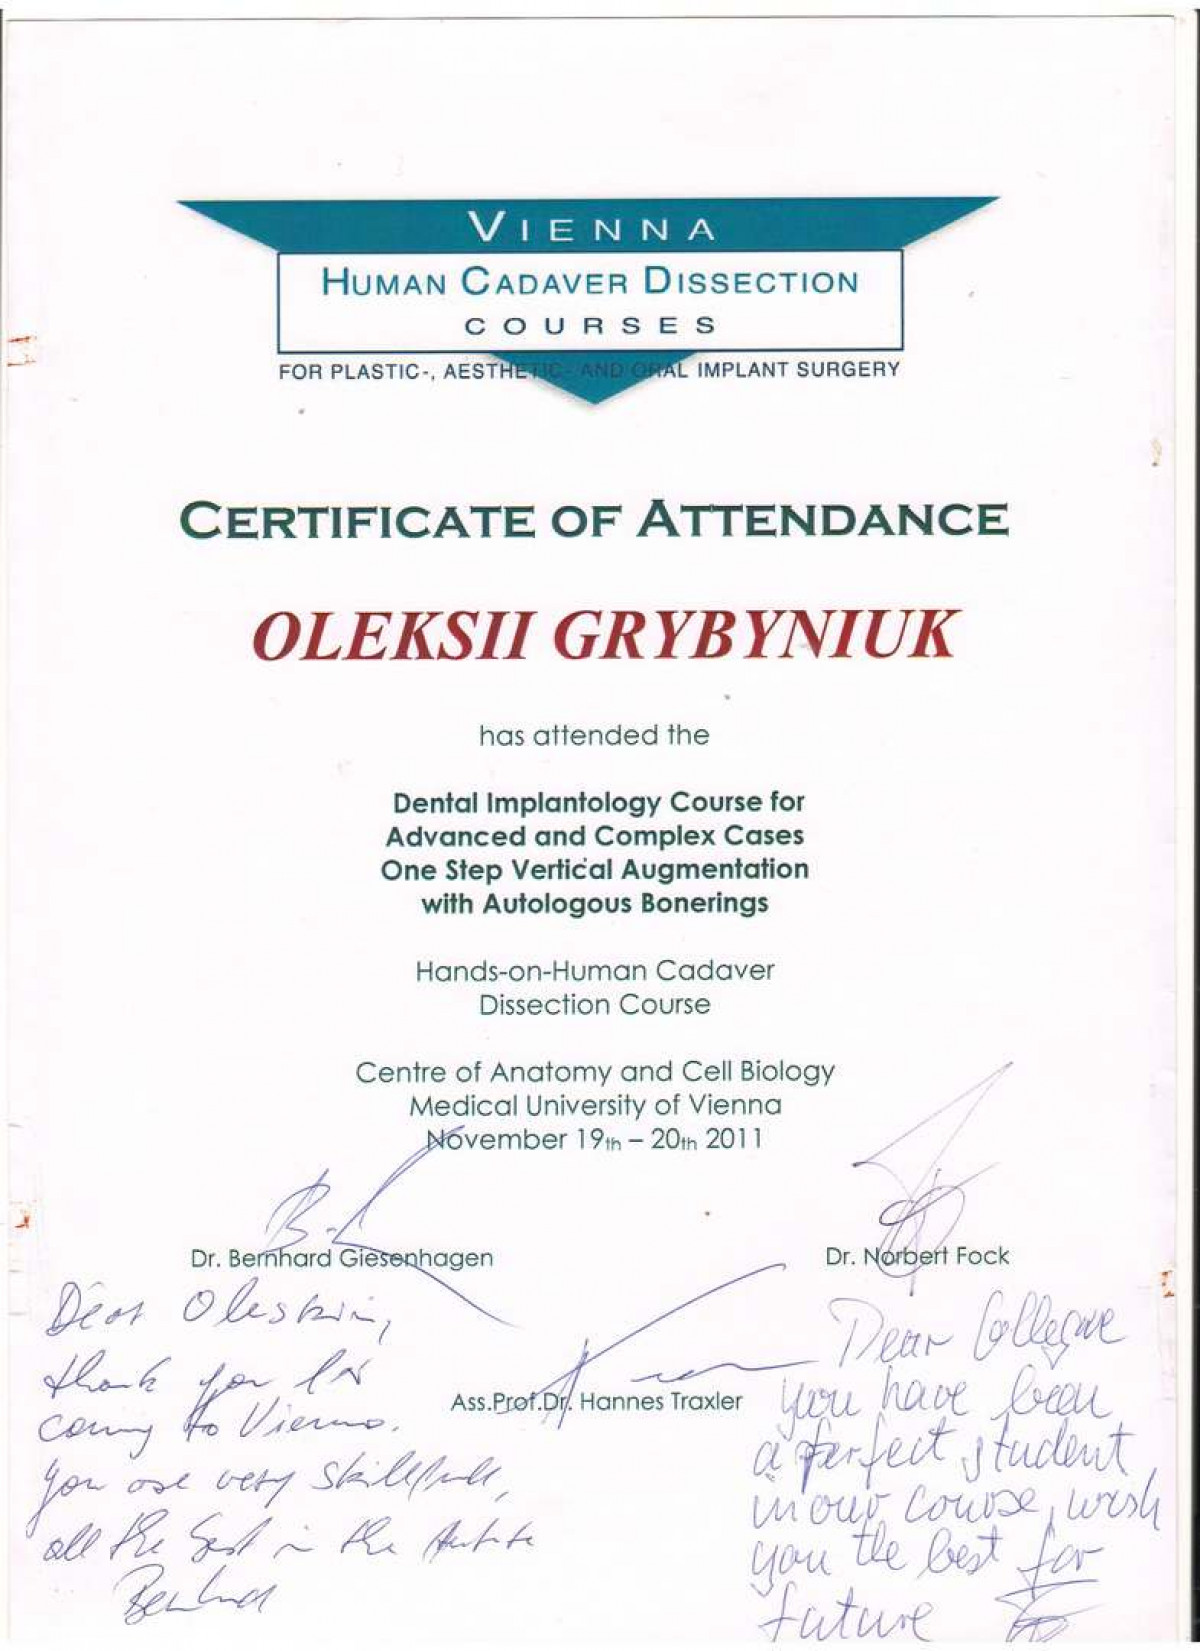 VIENNA
HUMAN CADAVER DISSECTION
COURSES
FOR PLASTIC-, AESTHETIC- AND ORAL IMPLANT SURGERY
CERTIFICATE OF ATTENDANCE
OLEKSII GRYBYNIUK
has attended the
Dental Implantology Course for
Advanced and Complex Cases
One Step Vertical Augmentation
with Autologous Bonerings
Hands-on-Human Cadaver
Dissection Course
Centre of Anatomy and Cell Biology
Medical University of Vienna
November 19th – 20th 2011
Dr. Bernhard Giesenhagen
Dr. Norbert Fock
Ass.Prof.Dr. Hannes Traxler
Dear
thank you for
coming to Vienna.
you are very skillfull,
all the best in the
Bernhard
Dear Collegue
you have been
a perfect student
in our course, wish
you the best for
future